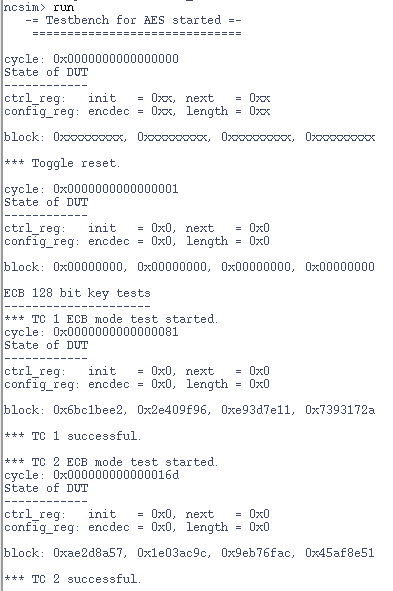 ncsim> run
-= Testbench for AES started =-
==============================
cycle: 0x0000000000000000
State of DUT
------------
ctrl_reg:   init   = 0xx, next   = 0xx
config_reg: encdec = 0xx, length = 0xx
block: 0xxxxxxxxx, 0xxxxxxxxx, 0xxxxxxxxx, 0xxxxxxxxx
*** Toggle reset.
cycle: 0x0000000000000001
State of DUT
------------
ctrl_reg:   init   = 0x0, next   = 0x0
config_reg: encdec = 0x0, length = 0x0
block: 0x00000000, 0x00000000, 0x00000000, 0x00000000
ECB 128 bit key tests
---------------------
*** TC 1 ECB mode test started.
cycle: 0x0000000000000081
State of DUT
------------
ctrl_reg:   init   = 0x0, next   = 0x0
config_reg: encdec = 0x0, length = 0x0
block: 0x6bc1bee2, 0x2e409f96, 0xe93d7e11, 0x7393172a
*** TC 1 successful.
*** TC 2 ECB mode test started.
cycle: 0x000000000000016d
State of DUT
------------
ctrl_reg:   init   = 0x0, next   = 0x0
config_reg: encdec = 0x0, length = 0x0
block: 0xae2d8a57, 0x1e03ac9c, 0x9eb76fac, 0x45af8e51
*** TC 2 successful.